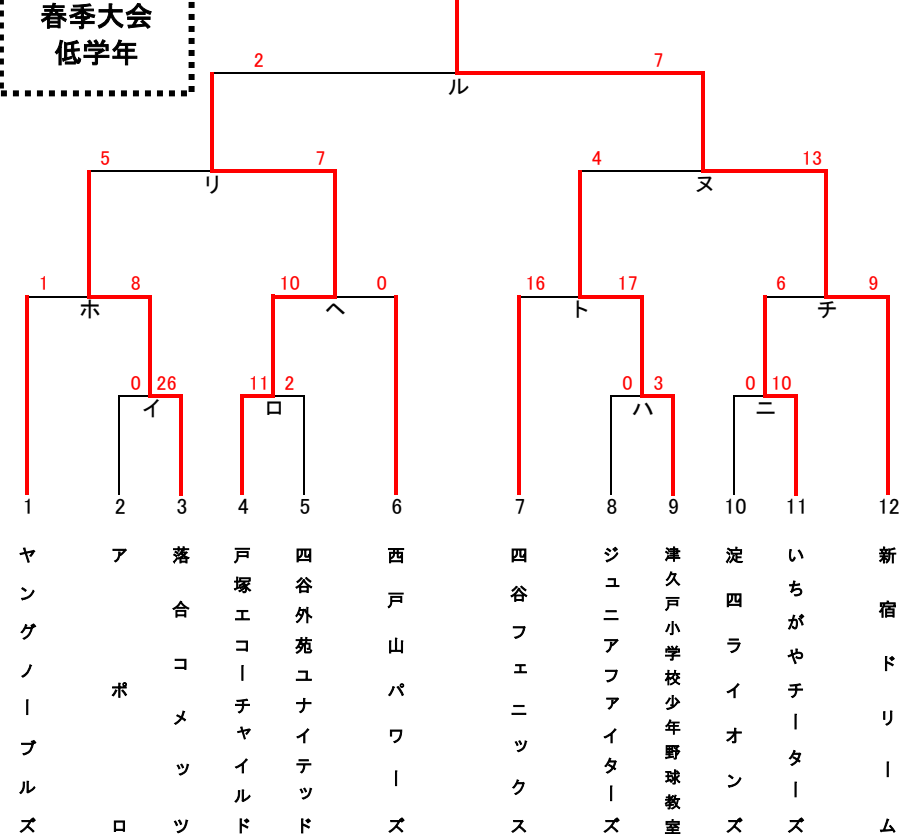 春季大会
低学年
2 7
ル
5 7 4 13
リ ヌ
1 8 10 0 16 17 6 9
ホ ヘ ト チ
0 26 11 2 0 3 0 10
イ ロ ハ ニ
1 2 3 4 5 6 7 8 9 10 11 12
ヤングノーブルズ
アポロ
落合コメッツ
戸塚エコーチャイルド
四谷外苑ユナイテッド
西戸山パワーズ
四谷フェニックス
ジュニアファイターズ
津久戸小学校少年野球教室
淀四ライオンズ
いちがやチーターズ
新宿ドリーム